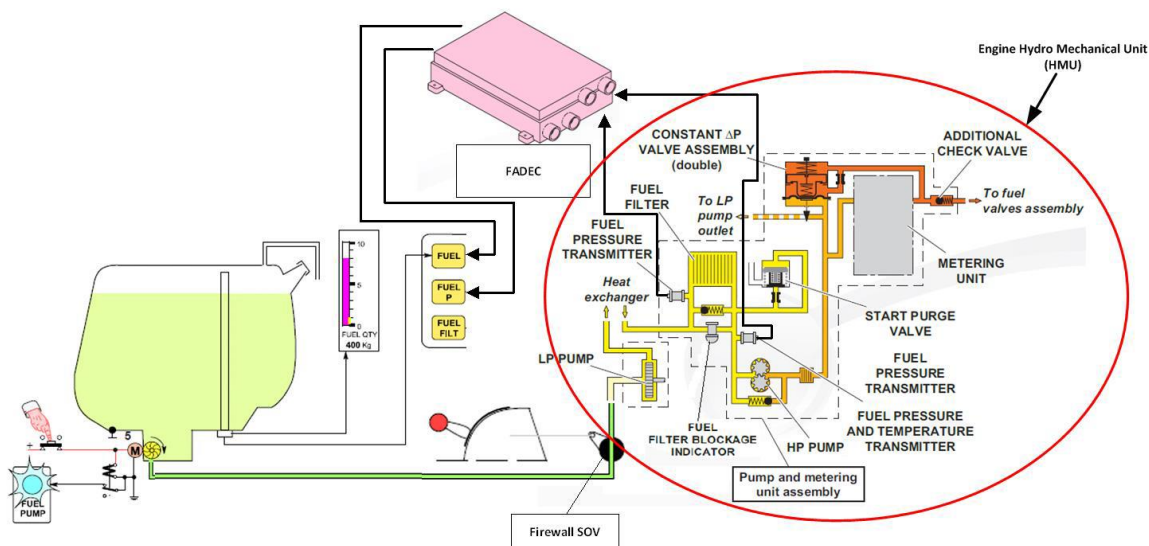 Engine Hydro Mechanical Unit
(HMU)
CONSTANT ΔP
VALVE ASSEMBLY
(double)
ADDITIONAL
CHECK VALVE
FADEC
To LP
pump
outlet
To fuel
valves assembly
FUEL
FILTER
FUEL
PRESSURE
TRANSMITTER
METERING
UNIT
Heat
exchanger
START PURGE
VALVE
10
5
0
FUEL QTY
400 Kg
FUEL
FUEL
P
FUEL
FILT
LP PUMP
FUEL
PRESSURE
TRANSMITTER
FUEL PRESSURE
AND TEMPERATURE
TRANSMITTER
FUEL
FILTER BLOCKAGE
INDICATOR
HP PUMP
Pump and metering
unit assembly
+
5
M
FUEL
PUMP
Firewall SOV